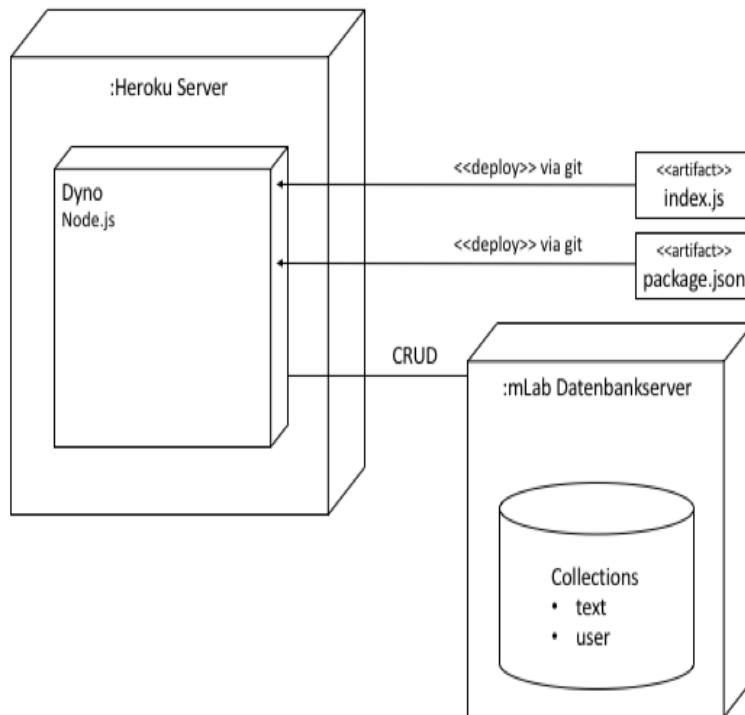 :Heroku Server
Dyno
Node.js
<<deploy>> via git
<<artifact>>
index.js
<<deploy>> via git
<<artifact>>
package.json
CRUD
:mLab Datenbankserver
Collections
• text
• user